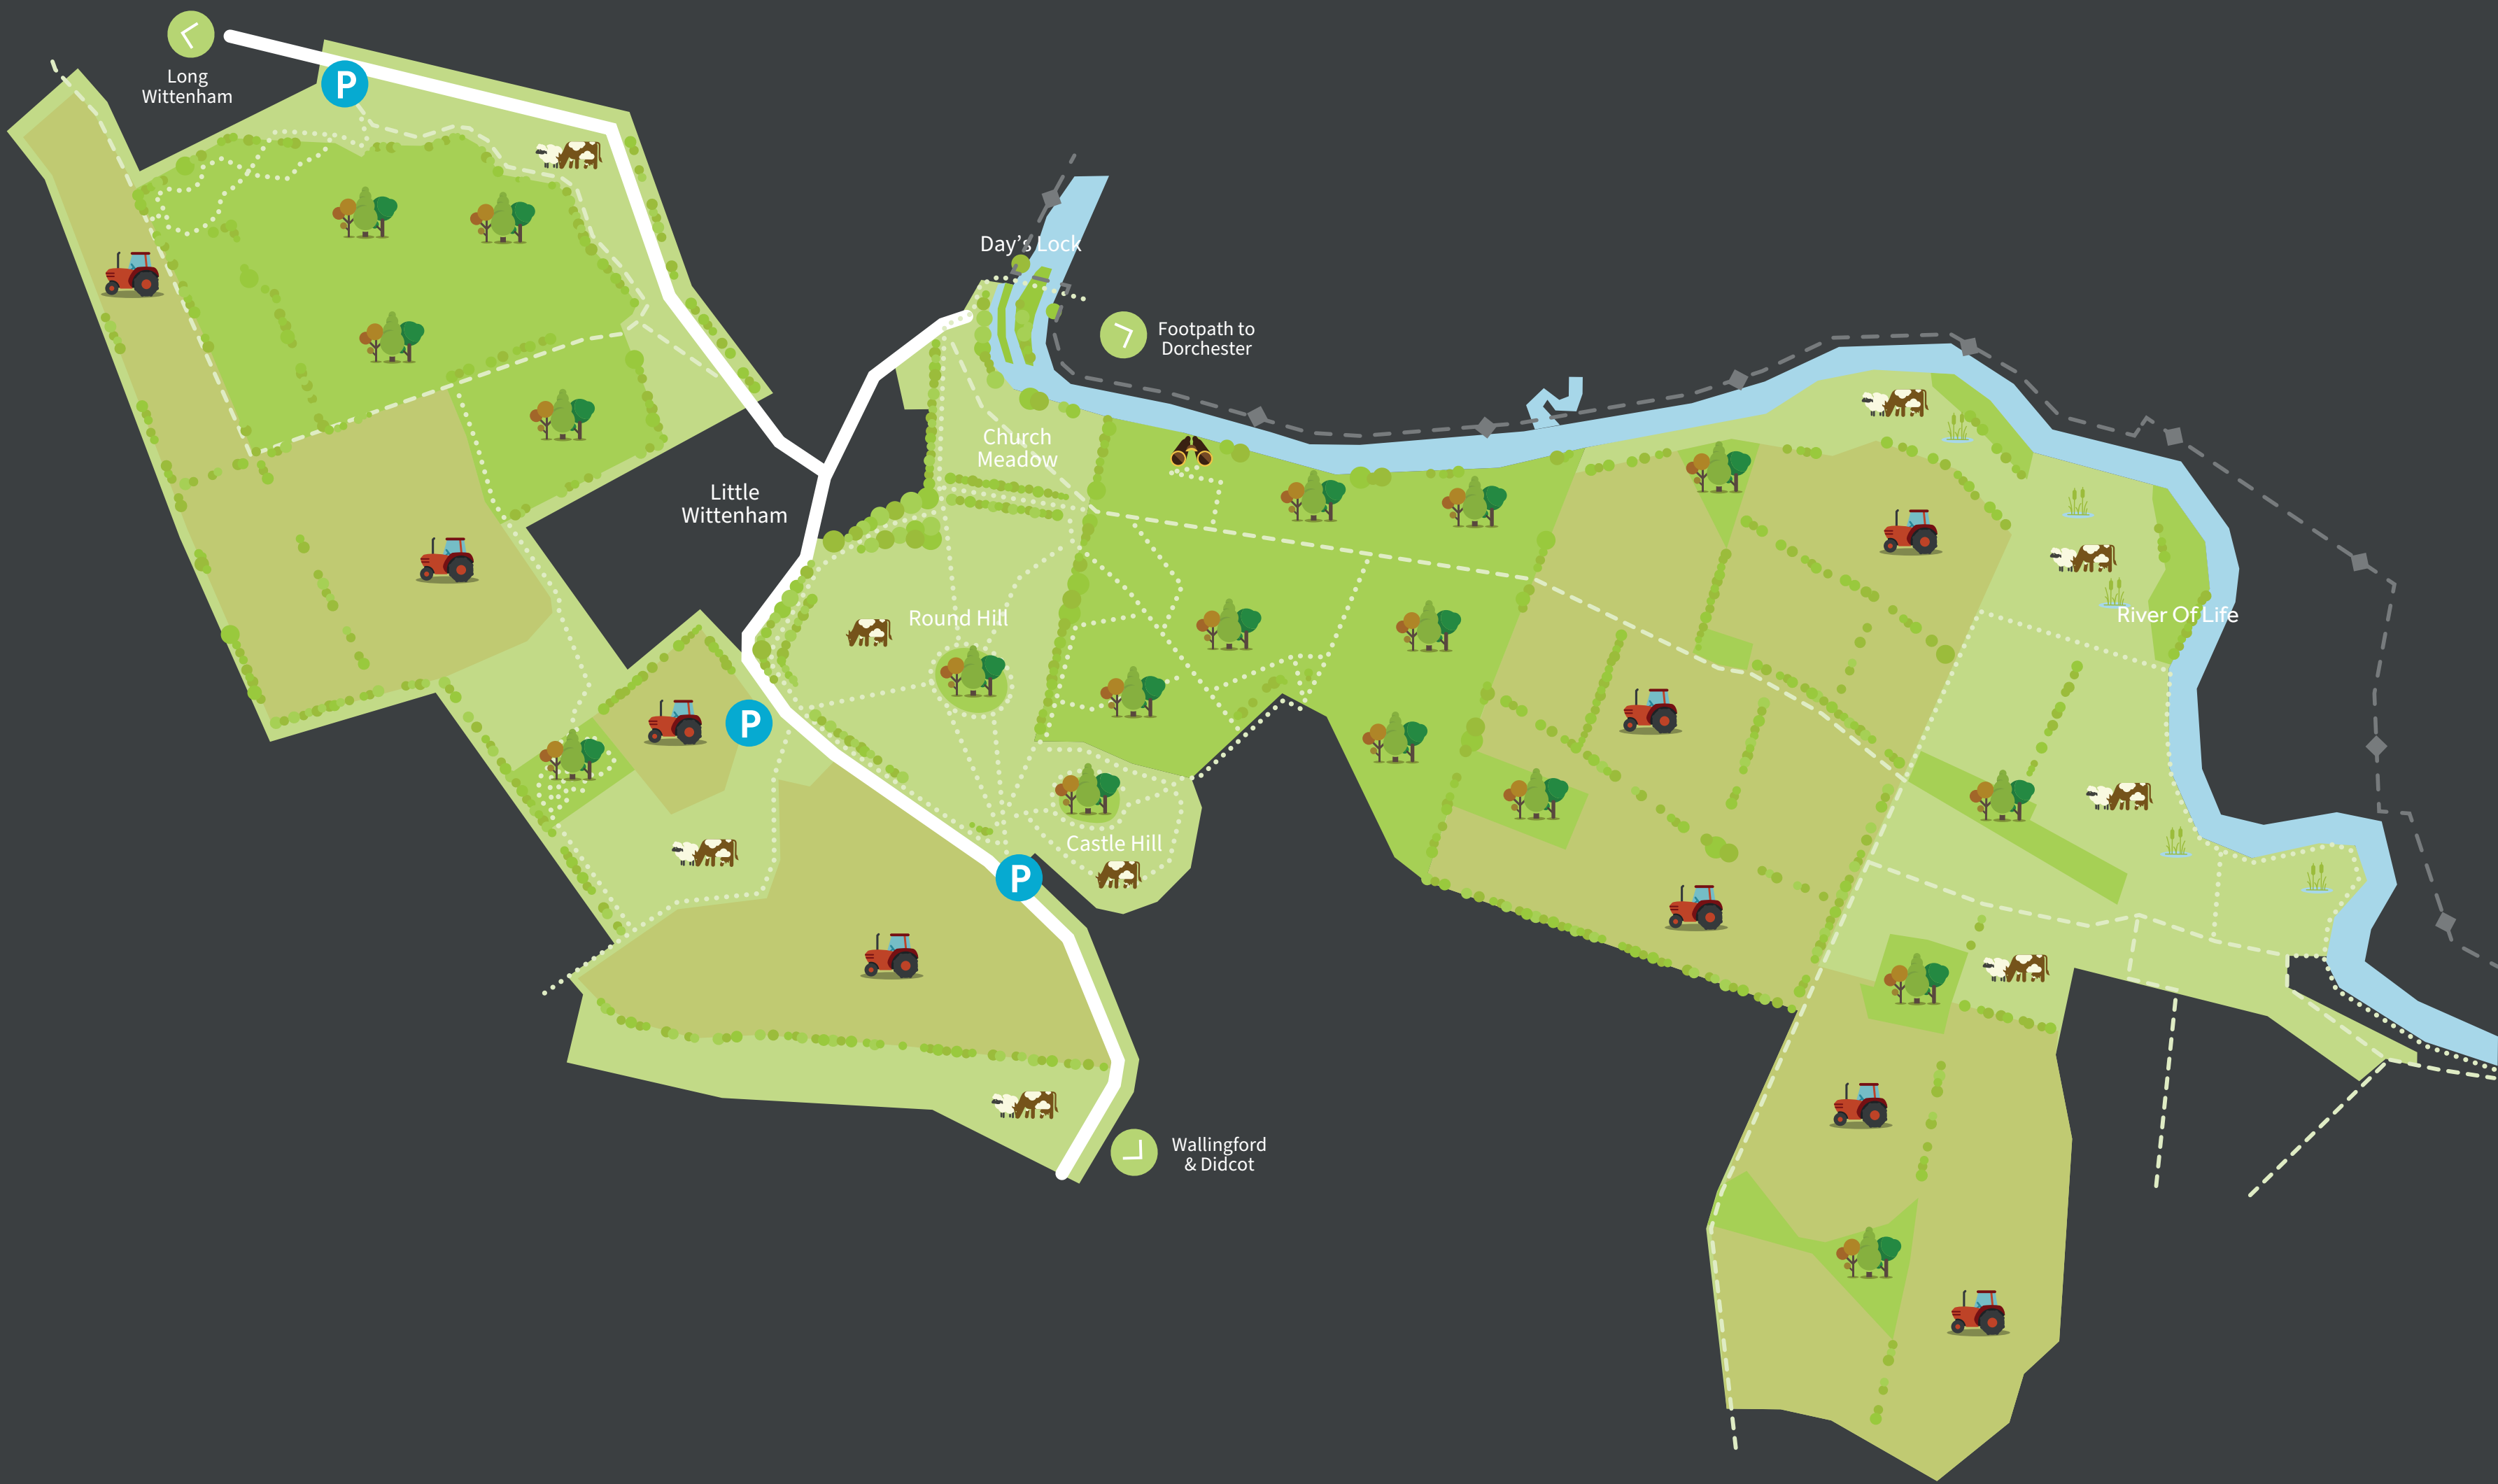 Long
Wittenham
P
Day's Lock
Footpath to
Dorchester
Church
Meadow
Little
Wittenham
Round Hill
River Of Life
P
Castle Hill
P
Wallingford
& Didcot